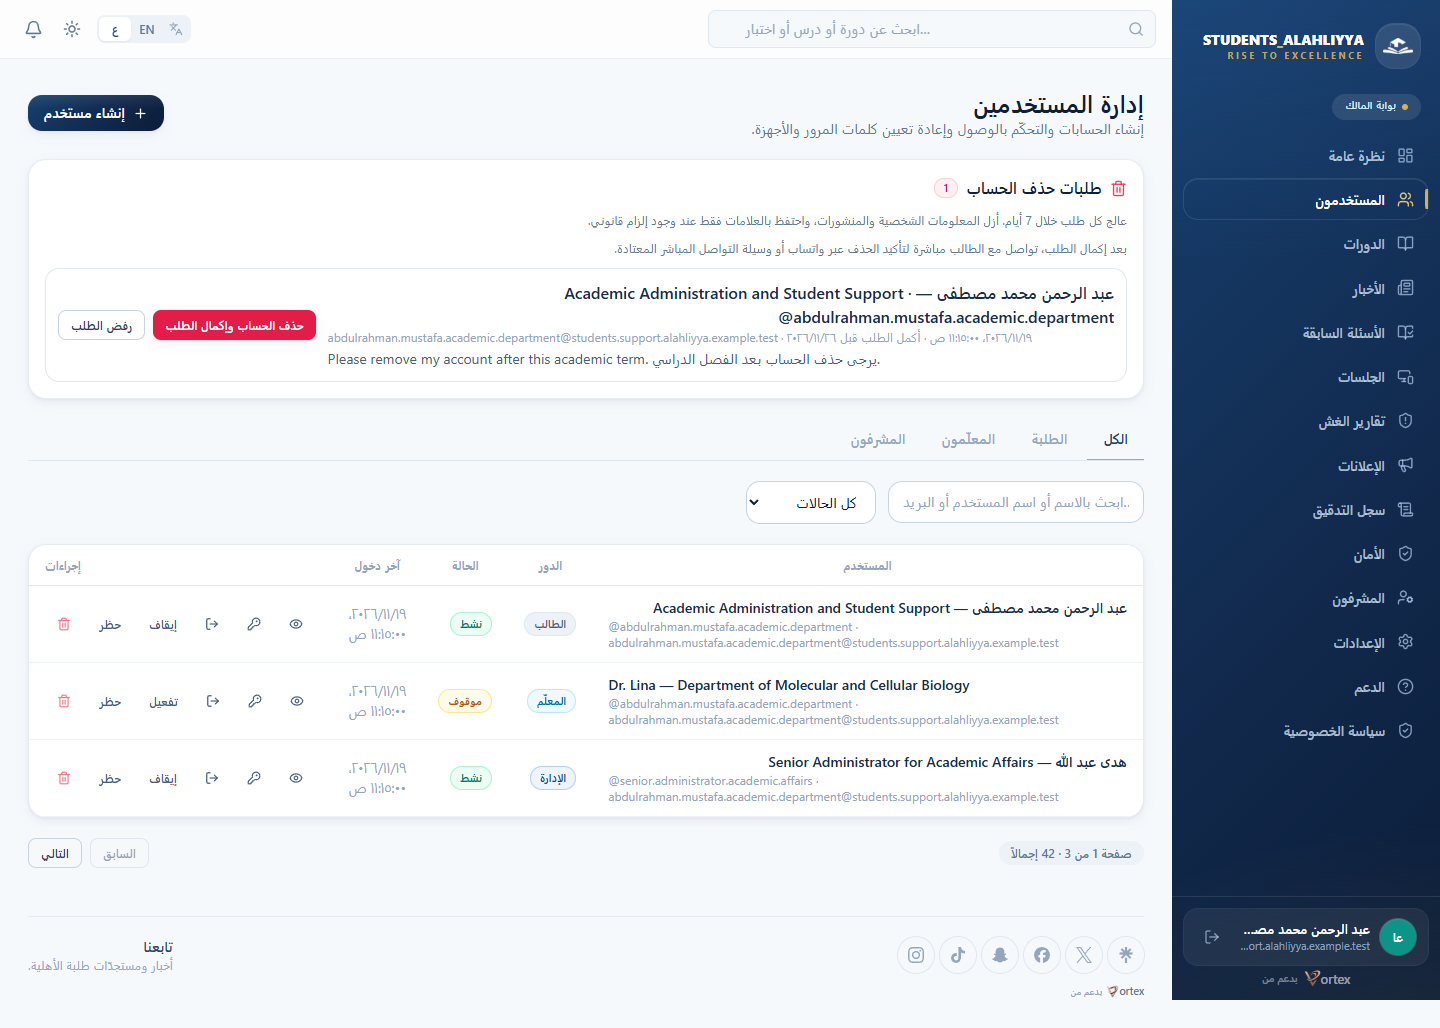 STUDENTS_ALAHLIYYA
RISE TO EXCELLENCE
بوابة المالك
نظرة عامة
المستخدمون
الدورات
الأخبار
الأسئلة السابقة
الجلسات
تقارير الغش
الإعلانات
سجل التدقيق
الأمان
المشرفون
الإعدادات
الدعم
سياسة الخصوصية
عا
عبد الرحمن محمد مصـ...
...ort.alahliyya.example.test
بدعم من Vortex
ابحث عن دورة أو درس أو اختبار...
EN
ع
إدارة المستخدمين
إنشاء الحسابات والتحكّم بالوصول وإعادة تعيين كلمات المرور والأجهزة.
+ إنشاء مستخدم
طلبات حذف الحساب 1
عالج كل طلب خلال 7 أيام. أزل المعلومات الشخصية والمنشورات، واحتفظ بالعلامات فقط عند وجود إلزام قانوني.
بعد إكمال الطلب، تواصل مع الطالب مباشرة لتأكيد الحذف عبر واتساب أو وسيلة التواصل المباشر المعتادة.
عبد الرحمن محمد مصطفى — Academic Administration and Student Support ·
@abdulrahman.mustafa.academic.department
abdulrahman.mustafa.academic.department@students.support.alahliyya.example.test · ٢٠٢٦/١١/١٩، ١١:١٥:٠٠ ص · أكمل الطلب قبل ٢٠٢٦/١١/٢٦
Please remove my account after this academic term. يرجى حذف الحساب بعد الفصل الدراسي.
حذف الحساب وإكمال الطلب
رفض الطلب
الكل
الطلبة
المعلّمون
المشرفون
ابحث بالاسم أو اسم المستخدم أو البريد..
كل الحالات
المستخدم الدور الحالة آخر دخول إجراءات
عبد الرحمن محمد مصطفى — Academic Administration and Student Support
@abdulrahman.mustafa.academic.department ·
abdulrahman.mustafa.academic.department@students.support.alahliyya.example.test
الطالب
نشط
٢٠٢٦/١١/١٩،
١١:١٥:٠٠ ص
إيقاف
حظر
Dr. Lina — Department of Molecular and Cellular Biology
@abdulrahman.mustafa.academic.department ·
abdulrahman.mustafa.academic.department@students.support.alahliyya.example.test
المعلّم
موقوف
٢٠٢٦/١١/١٩،
١١:١٥:٠٠ ص
تفعيل
حظر
هدى عبد الله — Senior Administrator for Academic Affairs
@senior.administrator.academic.affairs ·
abdulrahman.mustafa.academic.department@students.support.alahliyya.example.test
الإدارة
نشط
٢٠٢٦/١١/١٩،
١١:١٥:٠٠ ص
إيقاف
حظر
صفحة 1 من 3 · 42 إجمالاً
السابق
التالي
تابعنا
أخبار ومستجدّات طلبة الأهلية.
بدعم من Vortex